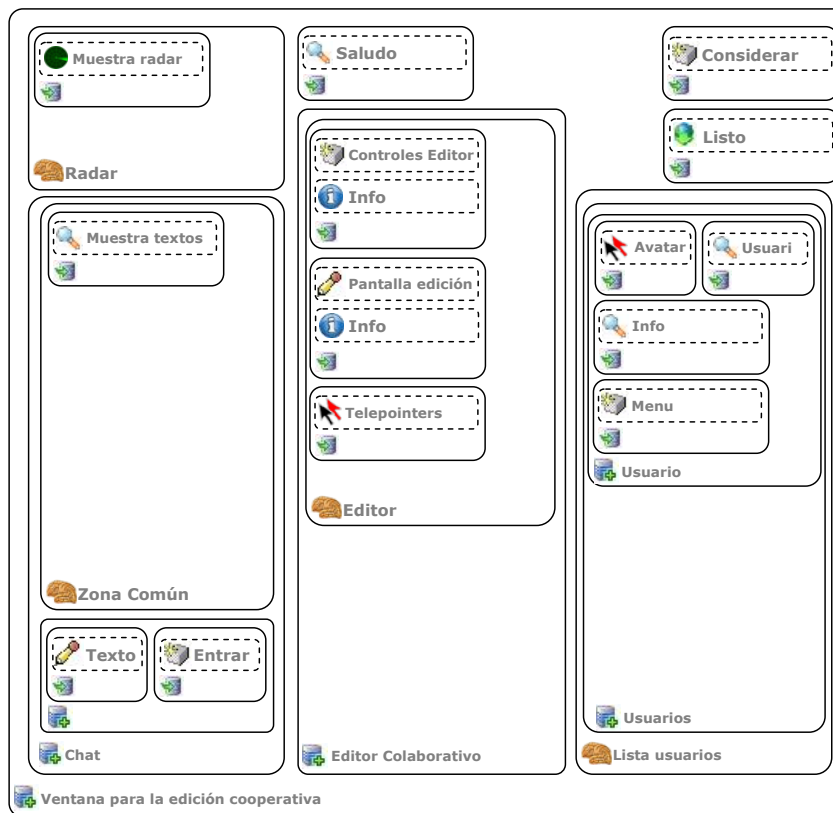 Muestra radar
Radar
Saludo
Considerar
Listo
Muestra textos
Zona Común
Texto
Entrar
Chat
Controles Editor
Info
Pantalla edición
Info
Telepointers
Editor
Editor Colaborativo
Avatar
Usuari
Info
Menu
Usuario
Usuarios
Lista usuarios
Ventana para la edición cooperativa